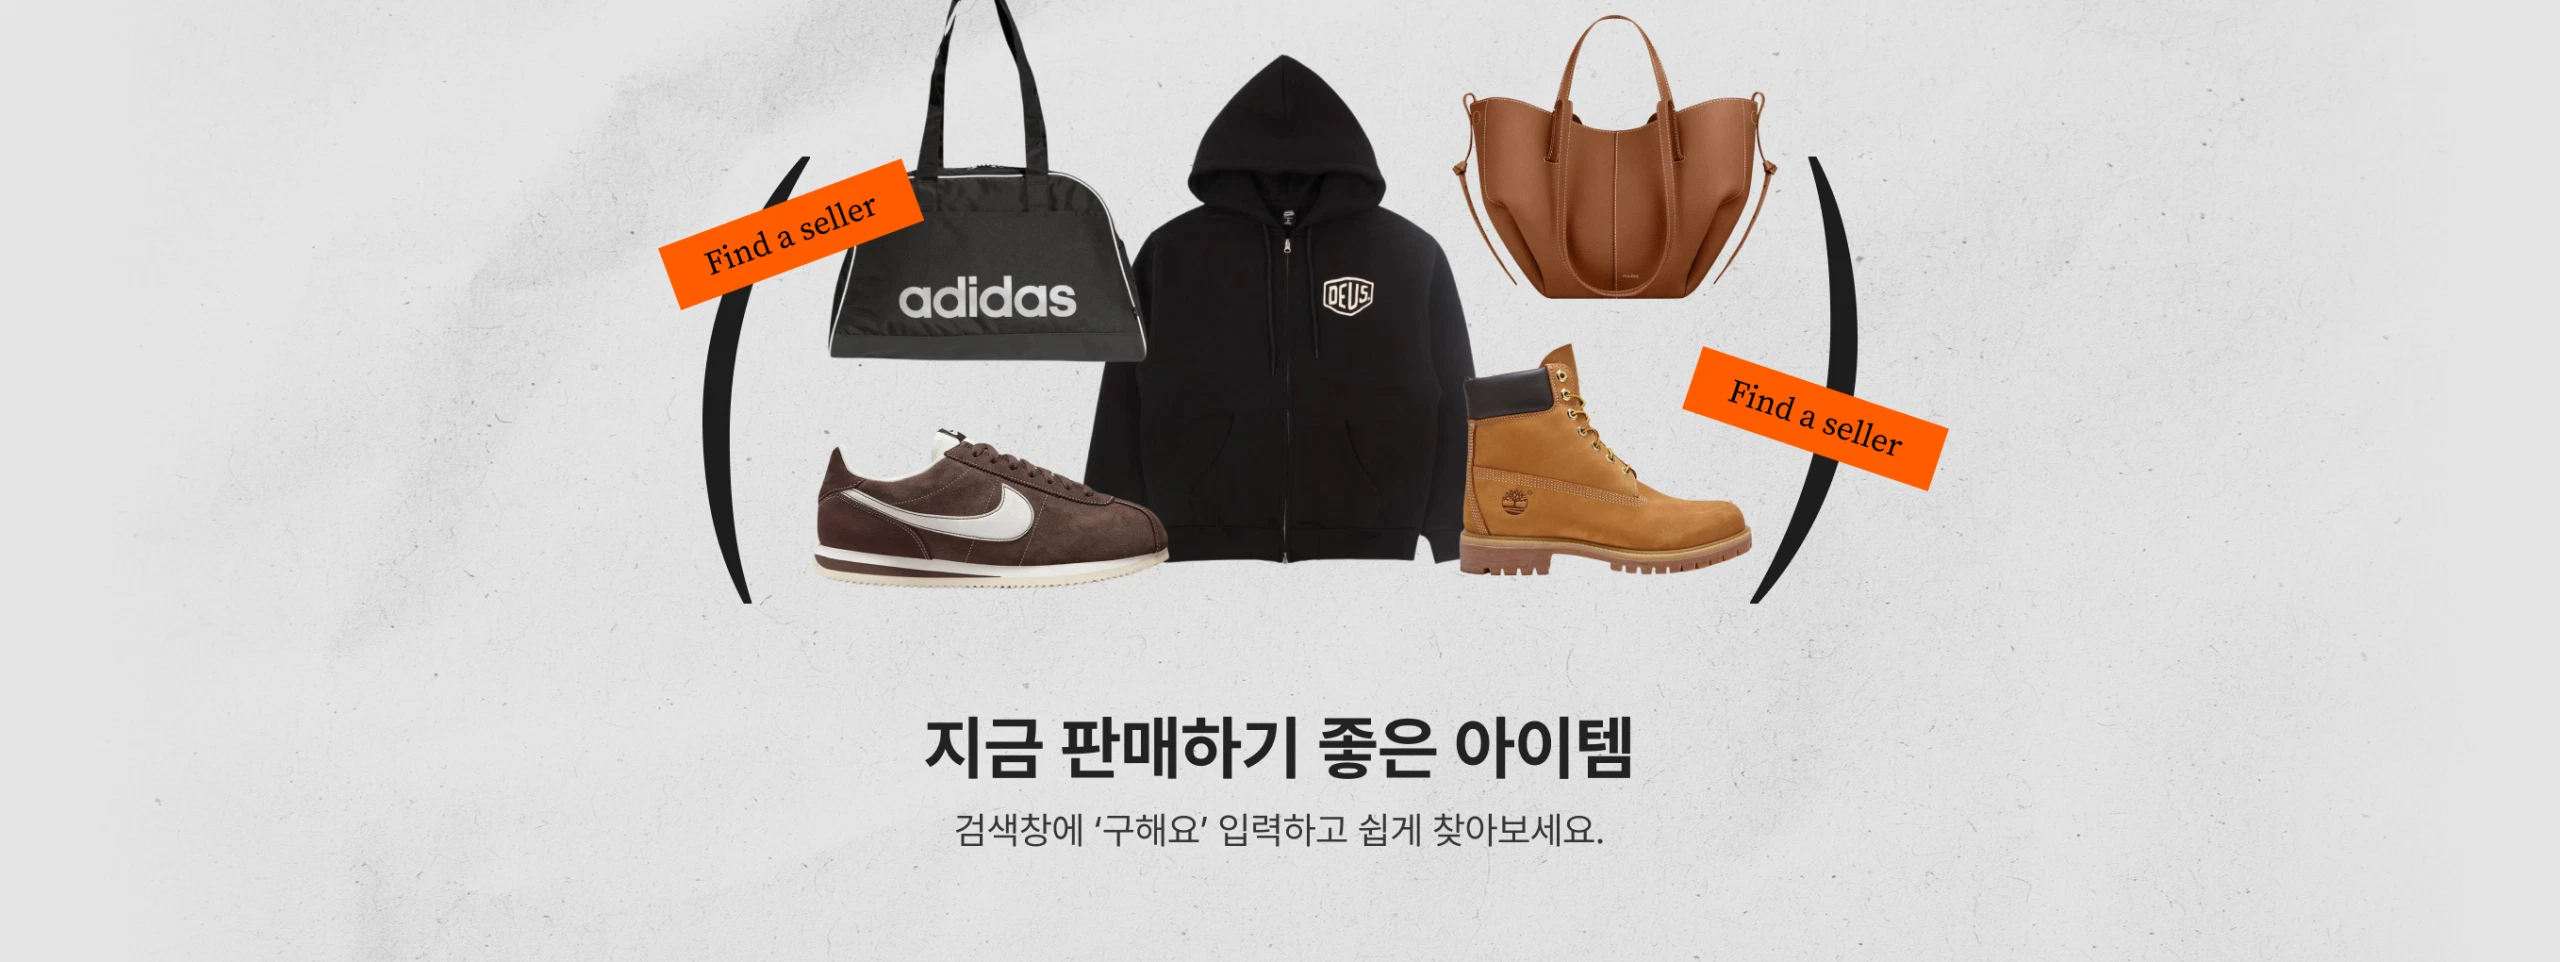 Find a seller
adidas
DEUS
Find a seller
지금 판매하기 좋은 아이템
검색창에 ‘구해요’ 입력하고 쉽게 찾아보세요.